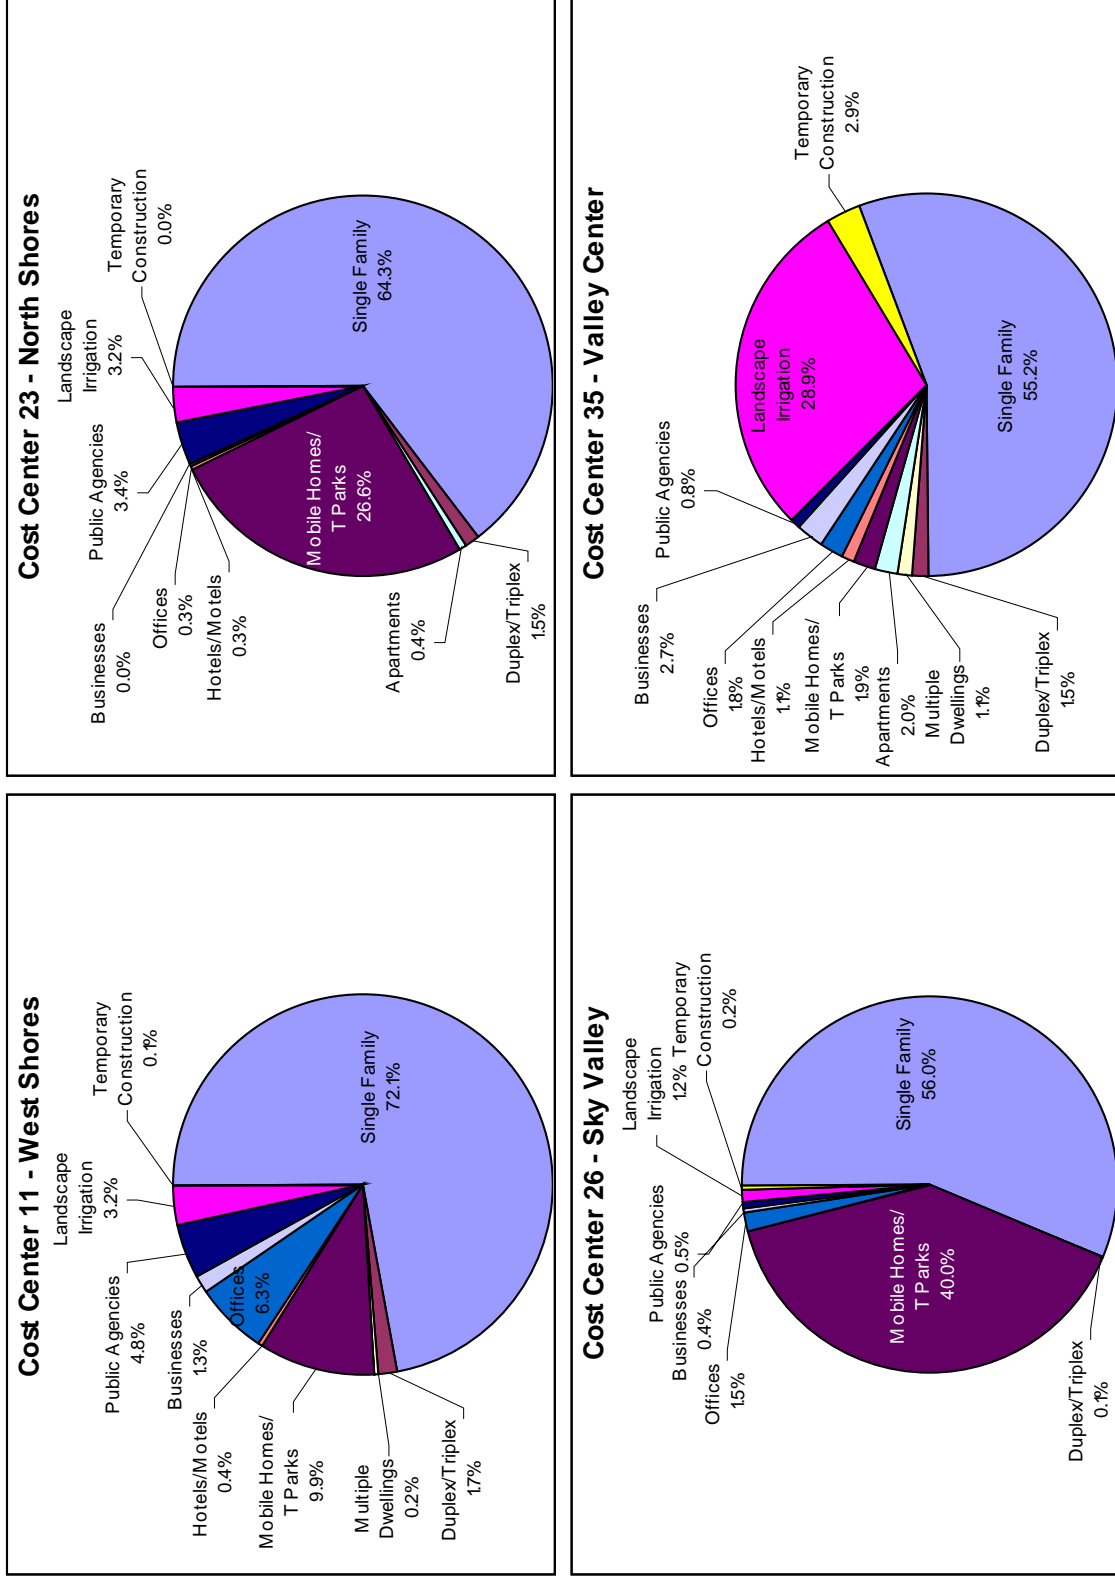 Cost Center 11 - West Shores
Temporary
Construction
0.1%
Landscape
Irrigation
3.2%
Public Agencies
4.8%
Businesses
1.3%
Offices
6.3%
Hotels/Motels
0.4%
Mobile Homes/
T Parks
9.9%
Multiple
Dwellings
0.2%
Duplex/Triplex
1.7%
Single Family
72.1%
Cost Center 23 - North Shores
Temporary
Construction
0.0%
Landscape
Irrigation
3.2%
Public Agencies
3.4%
Businesses
0.0%
Offices
0.3%
Hotels/Motels
0.3%
Mobile Homes/
T Parks
26.6%
Apartments
0.4%
Duplex/Triplex
1.5%
Single Family
64.3%
Cost Center 26 - Sky Valley
Landscape
Irrigation
1.2%
Temporary
Construction
0.2%
Public Agencies
0.5%
Businesses
0.4%
Offices
1.5%
Mobile Homes/
T Parks
40.0%
Duplex/Triplex
0.1%
Single Family
56.0%
Cost Center 35 - Valley Center
Temporary
Construction
2.9%
Landscape
Irrigation
28.9%
Public Agencies
0.8%
Businesses
2.7%
Offices
1.8%
Hotels/Motels
1.1%
Mobile Homes/
T Parks
1.9%
Apartments
2.0%
Multiple
Dwellings
1.1%
Duplex/Triplex
1.5%
Single Family
55.2%